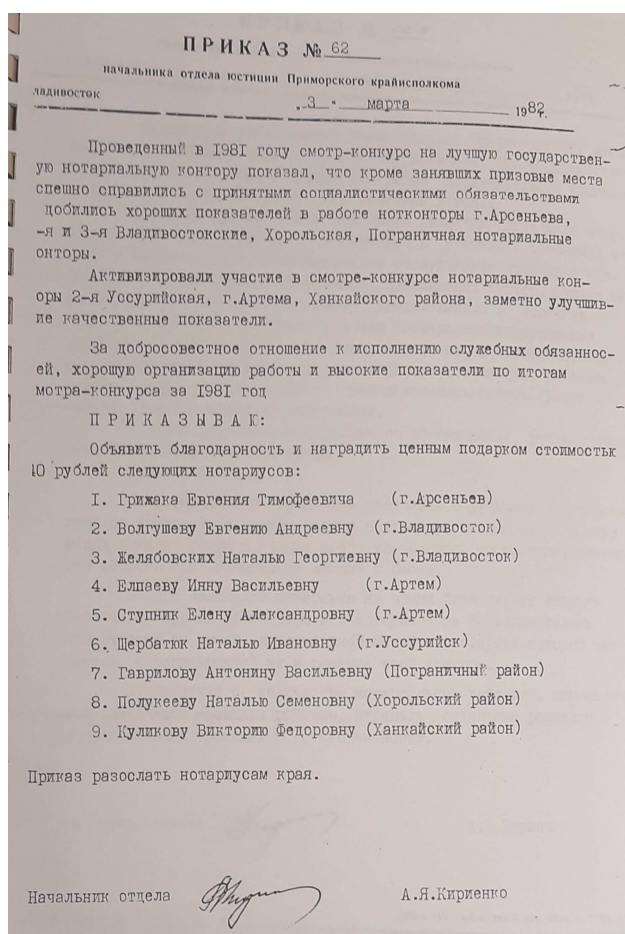 ПРИКАЗ № 62
начальника отдела юстиции Приморского крайисполкома
ладивосток „3" марта 1982г.
Проведенный в 1981 году смотр-конкурс на лучшую государствен-
ую нотариальную контору показал, что кроме занявших призовые места
спешно справились с принятыми социалистическими обязательствами
добились хороших показателей в работе нотконторы г.Арсеньева,
-я и 3-я Владивостокские, Хорольская, Пограничная нотариальные
онторы.
Активизировали участие в смотре-конкурсе нотариальные кон-
оры 2-я Уссурийская, г.Артема, Ханкайского района, заметно улучшив-
ие качественные показатели.
За добросовестное отношение к исполнению служебных обязаннос-
ей, хорошую организацию работы и высокие показатели по итогам
мотра-конкурса за 1981 год
П Р И К А З Ы В А Ю:
Объявить благодарность и наградить ценным подарком стоимостью
10 рублей следующих нотариусов:
1. Грижака Евгения Тимофеевича (г.Арсеньев)
2. Волгушеву Евгению Андреевну (г.Владивосток)
3. Желябовских Наталью Георгиевну (г.Владивосток)
4. Елпаеву Инну Васильевну (г.Артем)
5. Ступник Елену Александровну (г.Артем)
6. Щербатюк Наталью Ивановну (г.Уссурийск)
7. Гаврилову Антонину Васильевну (Пограничный район)
8. Полукееву Наталью Семеновну (Хорольский район)
9. Куликову Викторию Федоровну (Ханкайский район)
Приказ разослать нотариусам края.
Начальник отдела А.Я.Кириенко